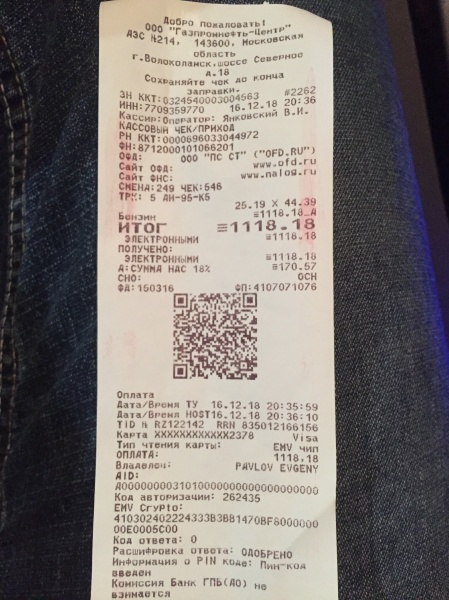 Добро пожаловать!
ООО "Газпромнефть-Центр"
АЗС №214, 143600, Московская
область
г.Волоколамск,шоссе Северное
д.18
Сохраняйте чек до конца
заправки.
ЗН ККТ:0324540003004563 #2262
ИНН:7709359770 16.12.18 20:36
Кассир:Оператор: Янковский В.И.
КАССОВЫЙ ЧЕК/ПРИХОД
РН ККТ:0000696033044972
ФН:8712000101066201
ОФД: ООО "ПС СТ" ("OFD.RU")
Сайт ОФД: www.ofd.ru
Сайт ФНС: www.nalog.ru
СМЕНА:249 ЧЕК:546
ТРК: 5 АИ-95-К5
25.19 X 44.39
Бензин ≡1118.18_А
ИТОГ ≡1118.18
ЭЛЕКТРОННЫМИ ≡1118.18
ПОЛУЧЕНО:
ЭЛЕКТРОННЫМИ ≡1118.18
А:СУММА НДС 18% ≡170.57
СНО: ОСН
ФД:150316 ФП:4107071076
Оплата
Дата/Время ТУ 16.12.18 20:35:59
Дата/Время HOST16.12.18 20:36:10
TID № RZ122142 RRN 835012166156
Карта XXXXXXXXXXXX2378 Visa
Тип чтения карты: EMV чип
ОПЛАТА: 1118.18
Владелец: PAVLOV EVGENY
AID:
A0000000031010000000000000000000
Код авторизации: 262435
EMV Crypto:
410302402224333B3BB1470BF8000000
00E0005C00
Код ответа: 0
Расшифровка ответа: ОДОБРЕНО
Информация о PIN коде: Пин-код
введен
Комиссия Банк ГПБ(АО) не
взимается